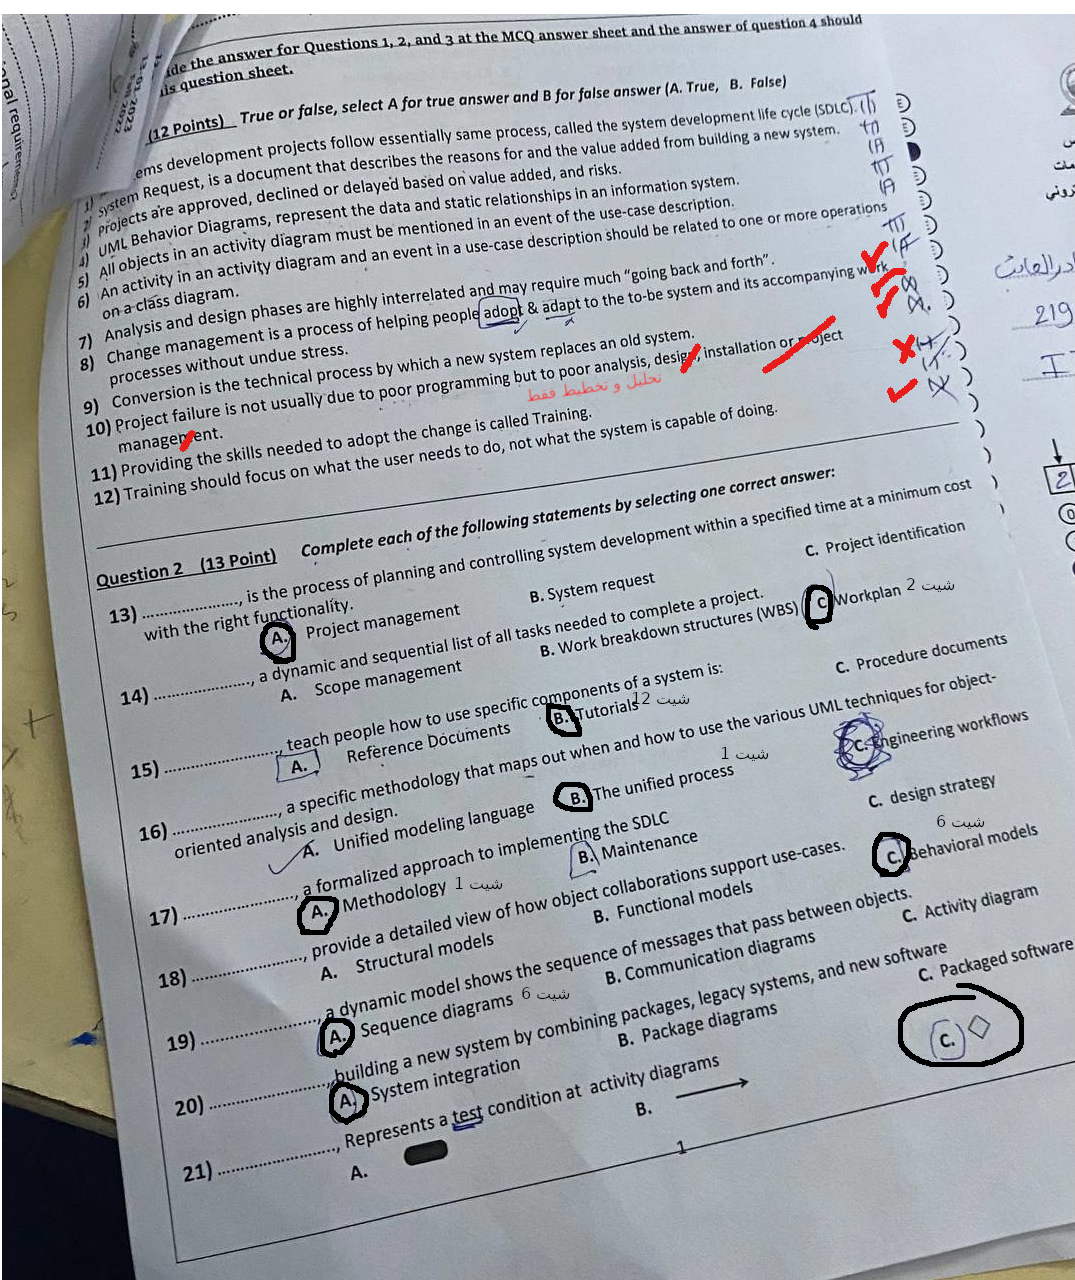 ide the answer for Questions 1, 2, and 3 at the MCQ answer sheet and the answer of question 4 should
is question sheet.
(12 Points) True or false, select A for true answer and B for false answer (A. True, B. False)
1) ems development projects follow essentially same process, called the system development life cycle (SDLC).
2) System Request, is a document that describes the reasons for and the value added from building a new system.
3) Projects are approved, declined or delayed based on value added, and risks.
4) UML Behavior Diagrams, represent the data and static relationships in an information system.
5) All objects in an activity diagram must be mentioned in an event of the use-case description.
6) An activity in an activity diagram and an event in a use-case description should be related to one or more operations
on a class diagram.
7) Analysis and design phases are highly interrelated and may require much "going back and forth".
8) Change management is a process of helping people adopt & adapt to the to-be system and its accompanying work
processes without undue stress.
9) Conversion is the technical process by which a new system replaces an old system.
10) Project failure is not usually due to poor programming but to poor analysis, design, installation or project
management.
تحليل و تخطيط فقط
11) Providing the skills needed to adopt the change is called Training.
12) Training should focus on what the user needs to do, not what the system is capable of doing.
Question 2 (13 Point) Complete each of the following statements by selecting one correct answer:
13) ...................., is the process of planning and controlling system development within a specified time at a minimum cost
with the right functionality.
A. Project management B. System request C. Project identification
14) ...................., a dynamic and sequential list of all tasks needed to complete a project.
A. Scope management B. Work breakdown structures (WBS) C. Workplan شيت 2
15) ...................., teach people how to use specific components of a system is:
A. Reference Documents B. Tutorials شيت 12 C. Procedure documents
16) ...................., a specific methodology that maps out when and how to use the various UML techniques for object-
oriented analysis and design.
A. Unified modeling language B. The unified process شيت 1 C. Engineering workflows
17) ...................., a formalized approach to implementing the SDLC
A. Methodology شيت 1 B. Maintenance C. design strategy
18) ...................., provide a detailed view of how object collaborations support use-cases.
A. Structural models B. Functional models C. Behavioral models شيت 6
19) ...................., a dynamic model shows the sequence of messages that pass between objects.
A. Sequence diagrams شيت 6 B. Communication diagrams C. Activity diagram
20) ...................., building a new system by combining packages, legacy systems, and new software
A. System integration B. Package diagrams C. Packaged software
21) ...................., Represents a test condition at activity diagrams
A. B. C.
1
219
2